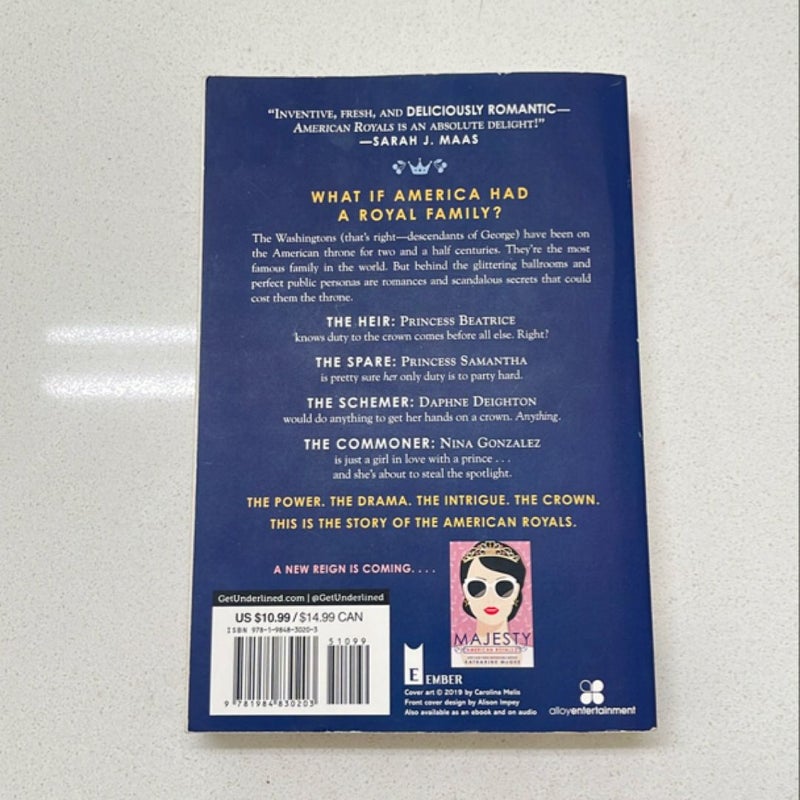 “INVENTIVE, FRESH, AND DELICIOUSLY ROMANTIC—
AMERICAN ROYALS IS AN ABSOLUTE DELIGHT!”
—SARAH J. MAAS
WHAT IF AMERICA HAD
A ROYAL FAMILY?
The Washingtons (that's right—descendants of George) have been on
the American throne for two and a half centuries. They're the most
famous family in the world. But behind the glittering ballrooms and
perfect public personas are romances and scandalous secrets that could
cost them the throne.
THE HEIR: PRINCESS BEATRICE
knows duty to the crown comes before all else. Right?
THE SPARE: PRINCESS SAMANTHA
is pretty sure her only duty is to party hard.
THE SCHEMER: DAPHNE DEIGHTON
would do anything to get her hands on a crown. Anything.
THE COMMONER: NINA GONZALEZ
is just a girl in love with a prince . . .
and she's about to steal the spotlight.
THE POWER. THE DRAMA. THE INTRIGUE. THE CROWN.
THIS IS THE STORY OF THE AMERICAN ROYALS.
A NEW REIGN IS COMING. . . .
GetUnderlined.com | @GetUnderlined
US $10.99 / $14.99 CAN
ISBN 978-1-9848-3020-3
51099
9 781984 830203
MAJESTY
AMERICAN ROYALS
KATHARINE McGEE
E EMBER
Cover art © 2019 by Carolina Melis
Front cover design by Alison Impey
Also available as an ebook and on audio
alloyentertainment